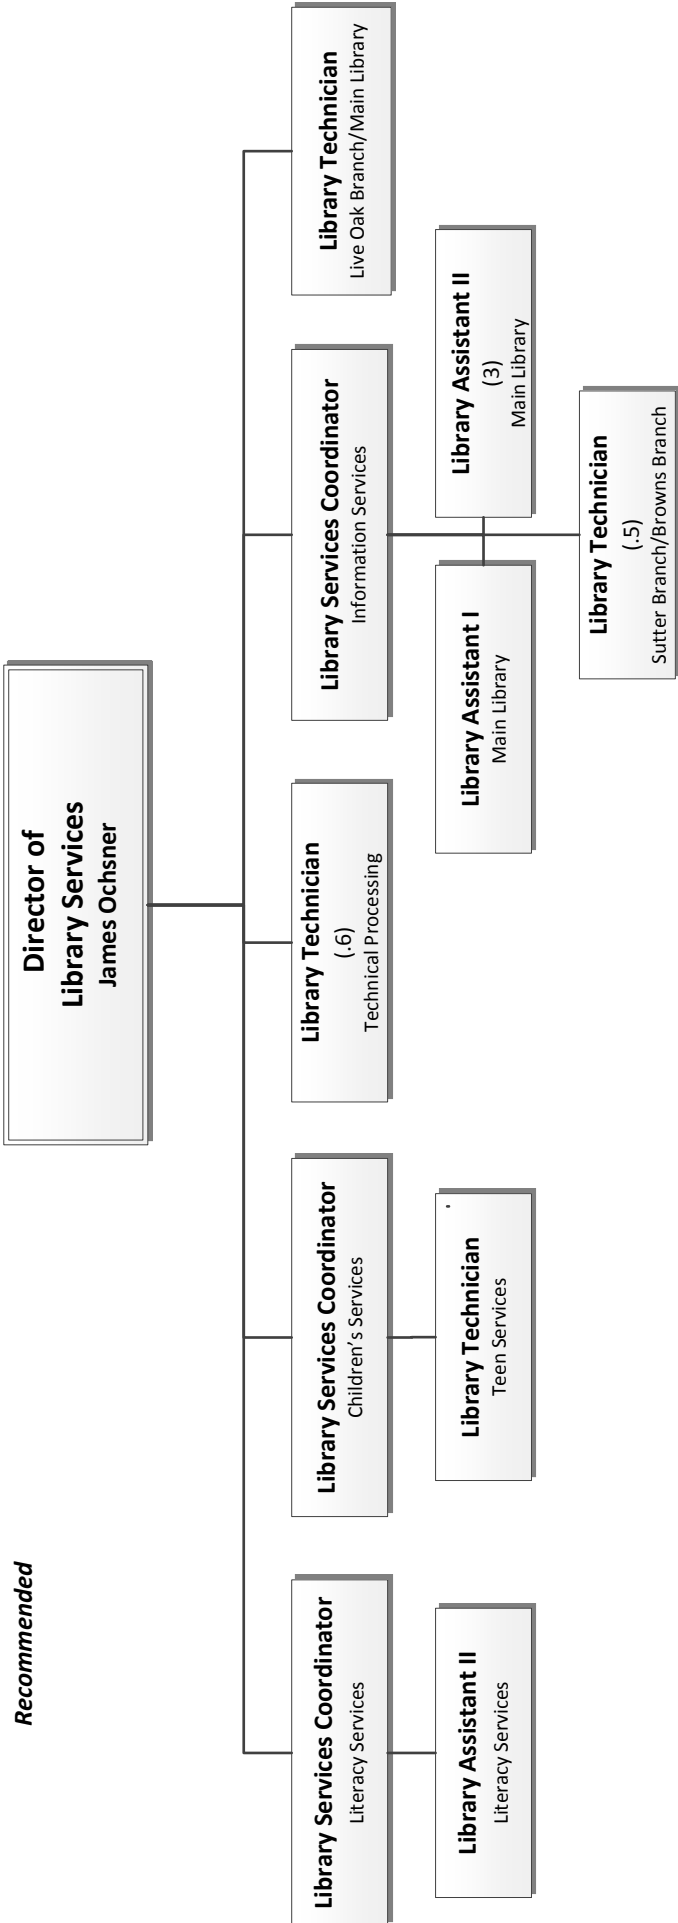 Recommended
Director of
Library Services
James Ochsner
Library Services Coordinator
Literacy Services
Library Services Coordinator
Children's Services
Library Technician
(.6)
Technical Processing
Library Services Coordinator
Information Services
Library Technician
Live Oak Branch/Main Library
Library Assistant II
Literacy Services
Library Technician
Teen Services
Library Assistant I
Main Library
Library Assistant II
(3)
Main Library
Library Technician
(.5)
Sutter Branch/Browns Branch